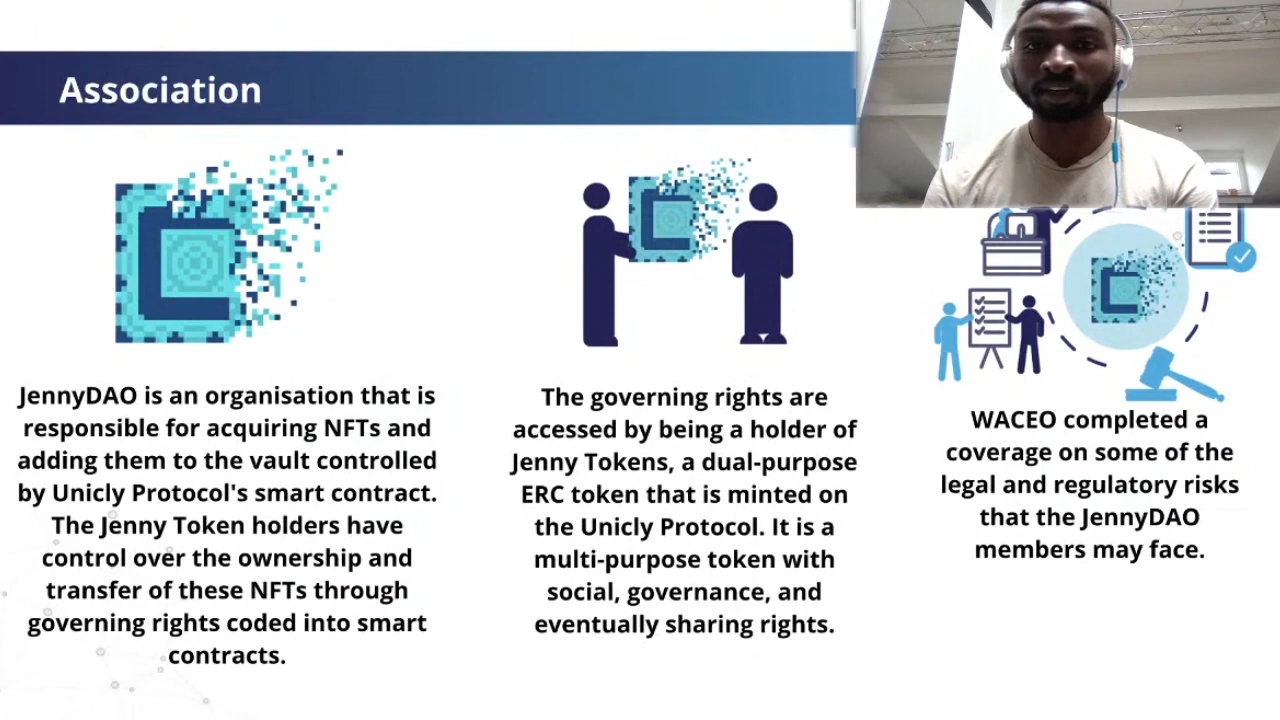 Association
JennyDAO is an organisation that is
responsible for acquiring NFTs and
adding them to the vault controlled
by Unicly Protocol's smart contract.
The Jenny Token holders have
control over the ownership and
transfer of these NFTs through
governing rights coded into smart
contracts.
The governing rights are
accessed by being a holder of
Jenny Tokens, a dual-purpose
ERC token that is minted on
the Unicly Protocol. It is a
multi-purpose token with
social, governance, and
eventually sharing rights.
WACEO completed a
coverage on some of the
legal and regulatory risks
that the JennyDAO
members may face.